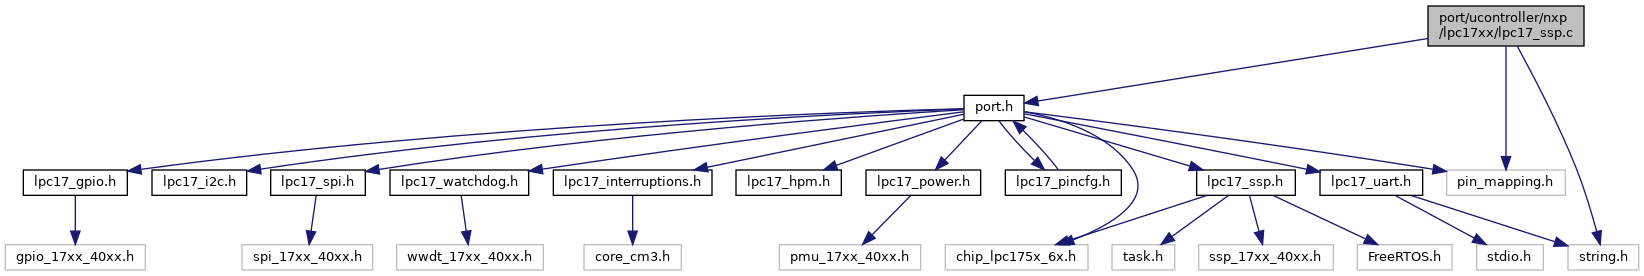 port/ucontroller/nxp
/lpc17xx/lpc17_ssp.c
port.h
lpc17_gpio.h
lpc17_i2c.h
lpc17_spi.h
lpc17_watchdog.h
lpc17_interruptions.h
lpc17_hpm.h
lpc17_power.h
lpc17_pincfg.h
lpc17_ssp.h
lpc17_uart.h
pin_mapping.h
gpio_17xx_40xx.h
spi_17xx_40xx.h
wwdt_17xx_40xx.h
core_cm3.h
pmu_17xx_40xx.h
chip_lpc175x_6x.h
task.h
ssp_17xx_40xx.h
FreeRTOS.h
stdio.h
string.h